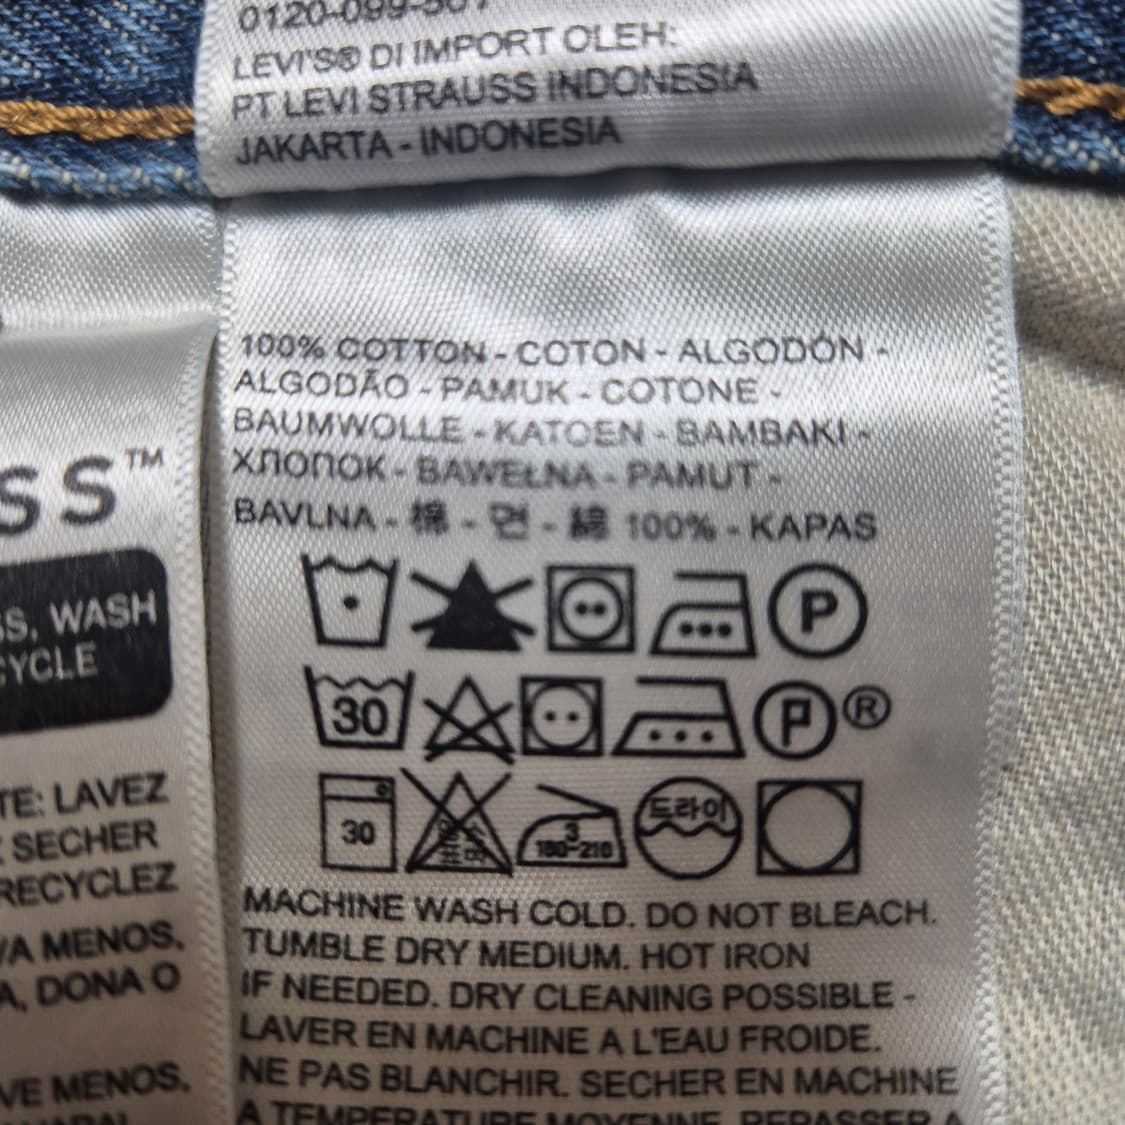 LEVI'S® DI IMPORT OLEH:
PT LEVI STRAUSS INDONESIA
JAKARTA - INDONESIA
100% COTTON - COTON - ALGODÓN -
ALGODÃO - PAMUK - COTONE -
BAUMWOLLE - KATOEN - BAMBAKI -
ХЛОПОК - BAWEŁNA - PAMUT -
BAVLNA - 棉 - 면 - 綿 100% - KAPAS
P
30 P ®
30 3 180-210 드라이
MACHINE WASH COLD. DO NOT BLEACH.
TUMBLE DRY MEDIUM. HOT IRON
IF NEEDED. DRY CLEANING POSSIBLE -
LAVER EN MACHINE A L'EAU FROIDE.
NE PAS BLANCHIR. SECHER EN MACHINE
A TEMPERATURE MOYENNE. REPASSER A
SS™
SS, WASH
CYCLE
TE: LAVEZ
SECHER
RECYCLEZ
VA MENOS,
A, DONA O
VE MENOS,